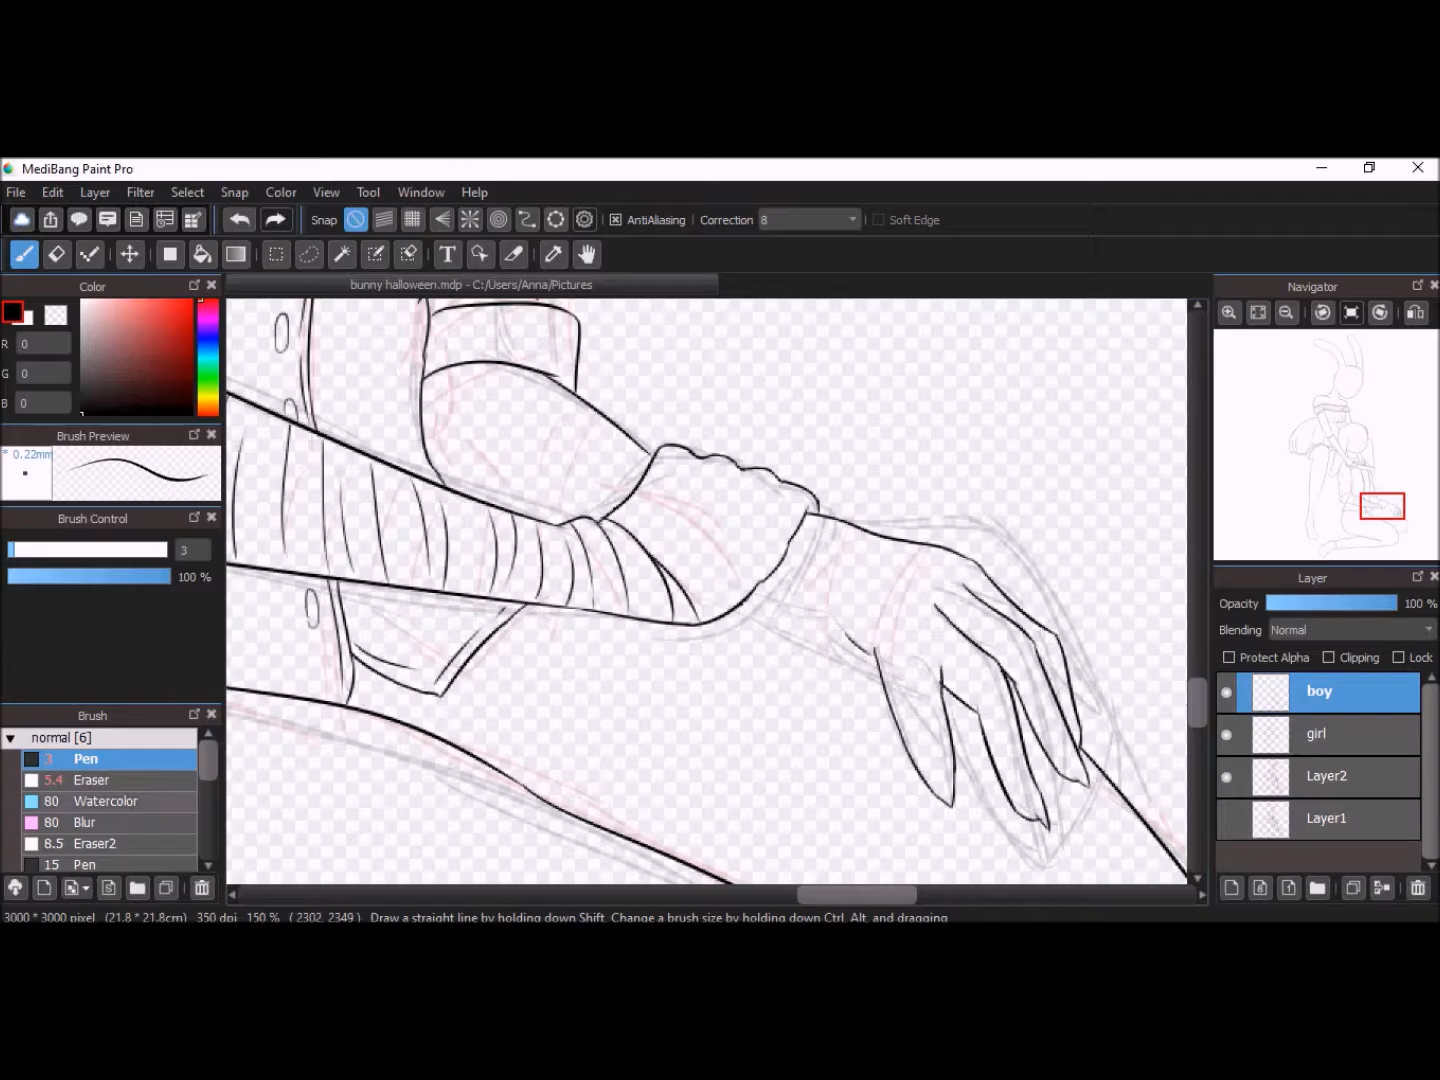 MediBang Paint Pro
File Edit Layer Filter Select Snap Color View Tool Window Help
Snap AntiAliasing Correction 8 Soft Edge
T
Color
bunny halloween.mdp - C:/Users/Anna/Pictures
Navigator
R 0
G 0
B 0
Brush Preview
* 0.22mm
Brush Control
3
100 %
Brush
normal [6]
3 Pen
5.4 Eraser
80 Watercolor
80 Blur
8.5 Eraser2
15 Pen
Layer
Opacity 100 %
Blending Normal
Protect Alpha Clipping Lock
boy
girl
Layer2
Layer1
3000 * 3000 pixel (21.8 * 21.8cm) 350 dpi 150 % ( 2302, 2349) Draw a straight line by holding down Shift, Change a brush size by holding down Ctrl, Alt, and dragging